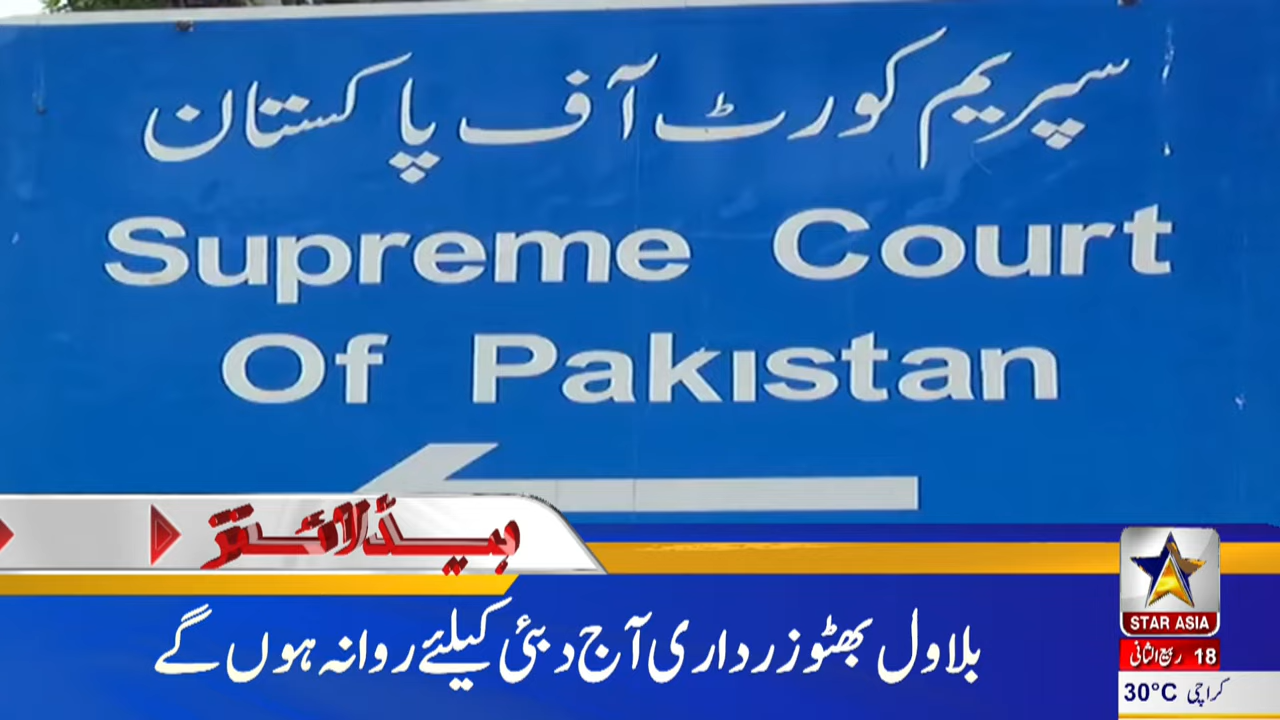 سپریم کورٹ آف پاکستان
Supreme Court
Of Pakistan
ہیڈلائنز
بلاول بھٹو زرداری آج دبئی کیلئے روانہ ہوں گے
STAR ASIA
18 ربیع الثانی
30°C کراچی